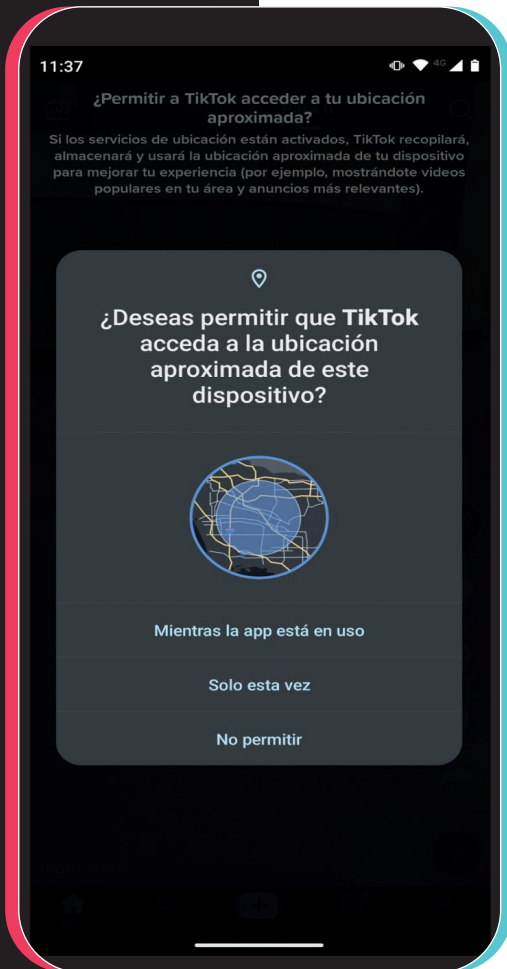 11:37
4G
¿Permitir a TikTok acceder a tu ubicación
aproximada?
Si los servicios de ubicación están activados, TikTok recopilará,
almacenará y usará la ubicación aproximada de tu dispositivo
para mejorar tu experiencia (por ejemplo, mostrándote videos
populares en tu área y anuncios más relevantes).
¿Deseas permitir que TikTok
acceda a la ubicación
aproximada de este
dispositivo?
Mientras la app está en uso
Solo esta vez
No permitir